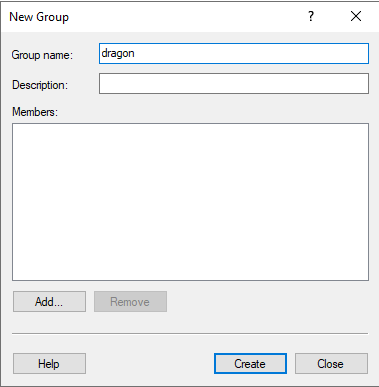 New Group
Group name: dragon
Description:
Members:
Add... Remove
Help Create Close